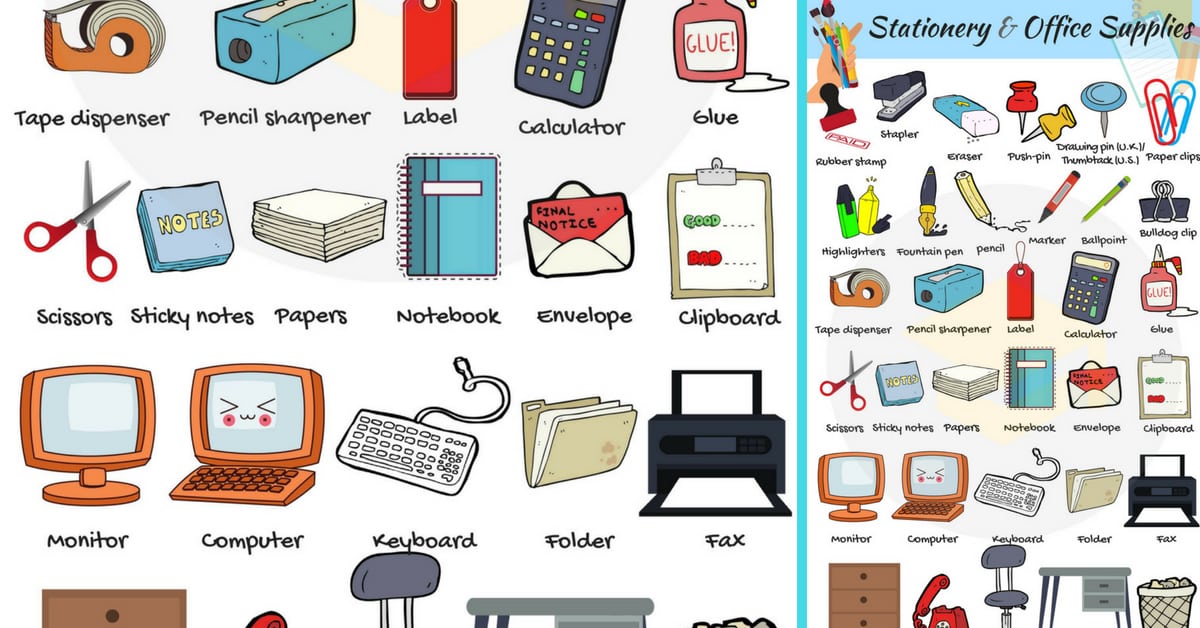 GLUE!
Tape dispenser Pencil sharpener Label Calculator Glue
NOTES
FINAL
NOTICE
GOOD
BAD
Scissors Sticky notes Papers Notebook Envelope Clipboard
Monitor Computer Keyboard Folder Fax
Stationery & Office Supplies
PAID
Rubber stamp Stapler Eraser Push-pin Drawing pin (U.K.)/
Thumbtack (U.S.) Paper clips
Highlighters Fountain pen pencil Marker Ballpoint Bulldog clip
GLUE!
Tape dispenser Pencil sharpener Label Calculator Glue
NOTES
FINAL
NOTICE
GOOD
BAD
Scissors Sticky notes Papers Notebook Envelope Clipboard
Monitor Computer Keyboard Folder Fax